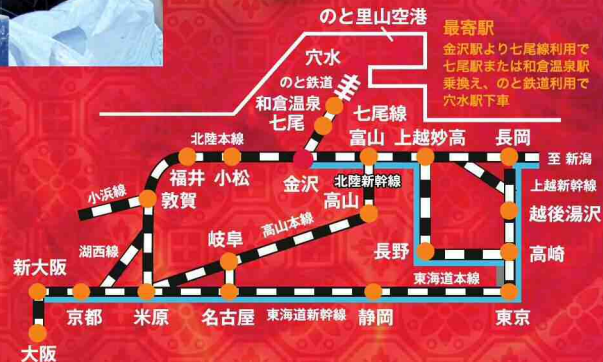 のと里山空港
最寄駅
金沢駅より七尾線利用で
七尾駅または和倉温泉駅
乗換え、のと鉄道利用で
穴水駅下車
穴水
のと鉄道
和倉温泉
七尾
七尾線
北陸本線
富山
上越妙高
長岡
至 新潟
福井
小松
金沢
北陸新幹線
上越新幹線
小浜線
敦賀
高山
越後湯沢
高山本線
岐阜
湖西線
長野
高崎
新大阪
東海道本線
京都
米原
名古屋
東海道新幹線
静岡
東京
大阪